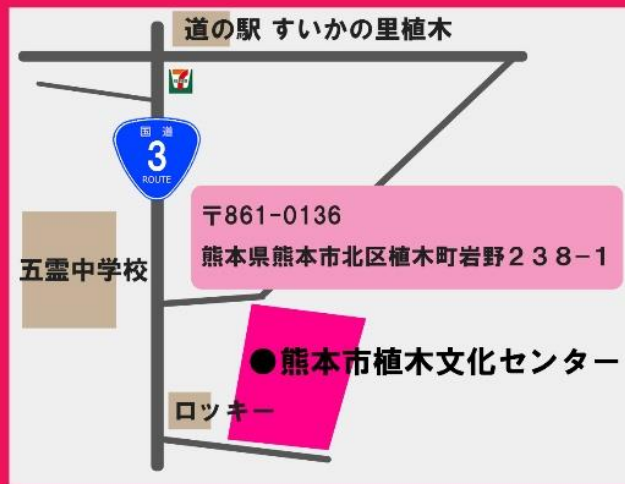 道の駅 すいかの里植木
国道
3
ROUTE
〒861-0136
熊本県熊本市北区植木町岩野238-1
五霊中学校
●熊本市植木文化センター
ロッキー